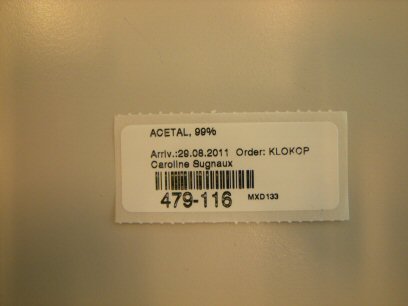 ACETAL, 99%
Arriv.:29.08.2011 Order: KLOKCP
Caroline Sugnaux
479-116 MXD133